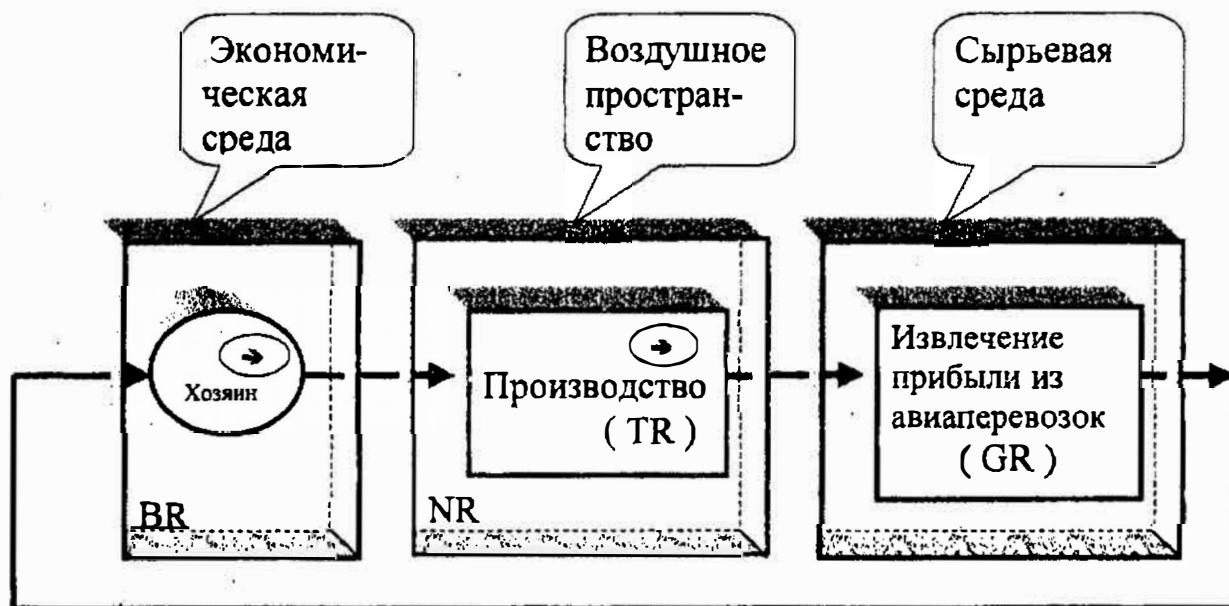 Экономи-
ческая
среда
Воздушное
простран-
ство
Сырьевая
среда
Хозяин
BR
Производство
( TR )
NR
Извлечение
прибыли из
авиаперевозок
( GR )